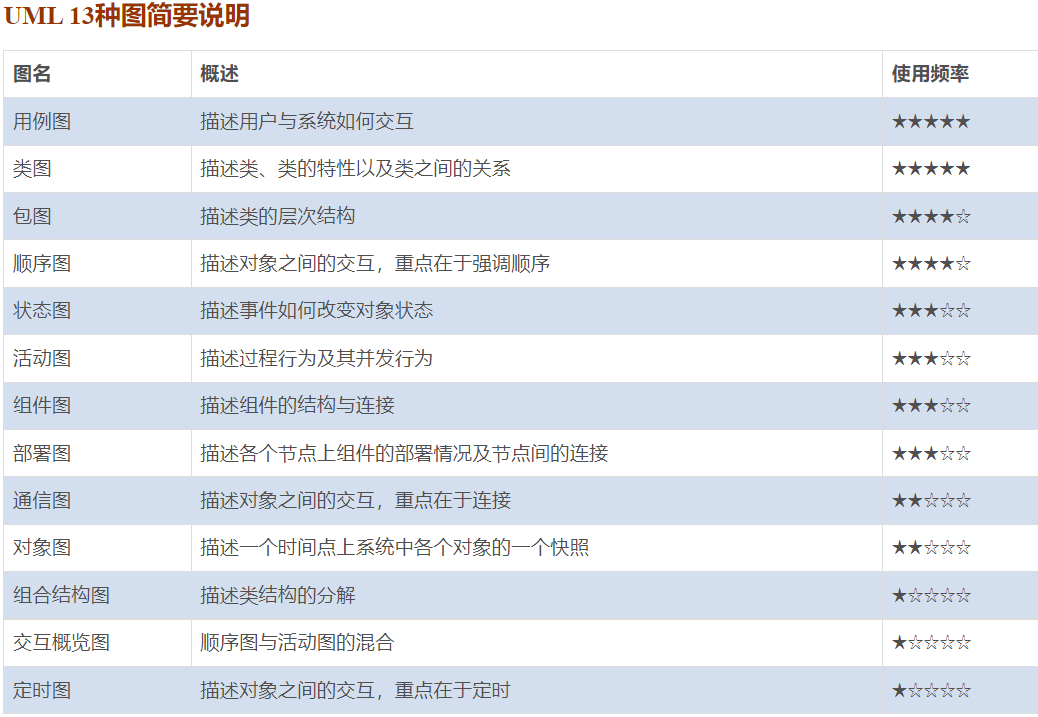 UML 13种图简要说明
图名 概述 使用频率
用例图 描述用户与系统如何交互 ★★★★★
类图 描述类、类的特性以及类之间的关系 ★★★★★
包图 描述类的层次结构 ★★★★☆
顺序图 描述对象之间的交互，重点在于强调顺序 ★★★★☆
状态图 描述事件如何改变对象状态 ★★★☆☆
活动图 描述过程行为及其并发行为 ★★★☆☆
组件图 描述组件的结构与连接 ★★★☆☆
部署图 描述各个节点上组件的部署情况及节点间的连接 ★★★☆☆
通信图 描述对象之间的交互，重点在于连接 ★★☆☆☆
对象图 描述一个时间点上系统中各个对象的一个快照 ★★☆☆☆
组合结构图 描述类结构的分解 ★☆☆☆☆
交互概览图 顺序图与活动图的混合 ★☆☆☆☆
定时图 描述对象之间的交互，重点在于定时 ★☆☆☆☆